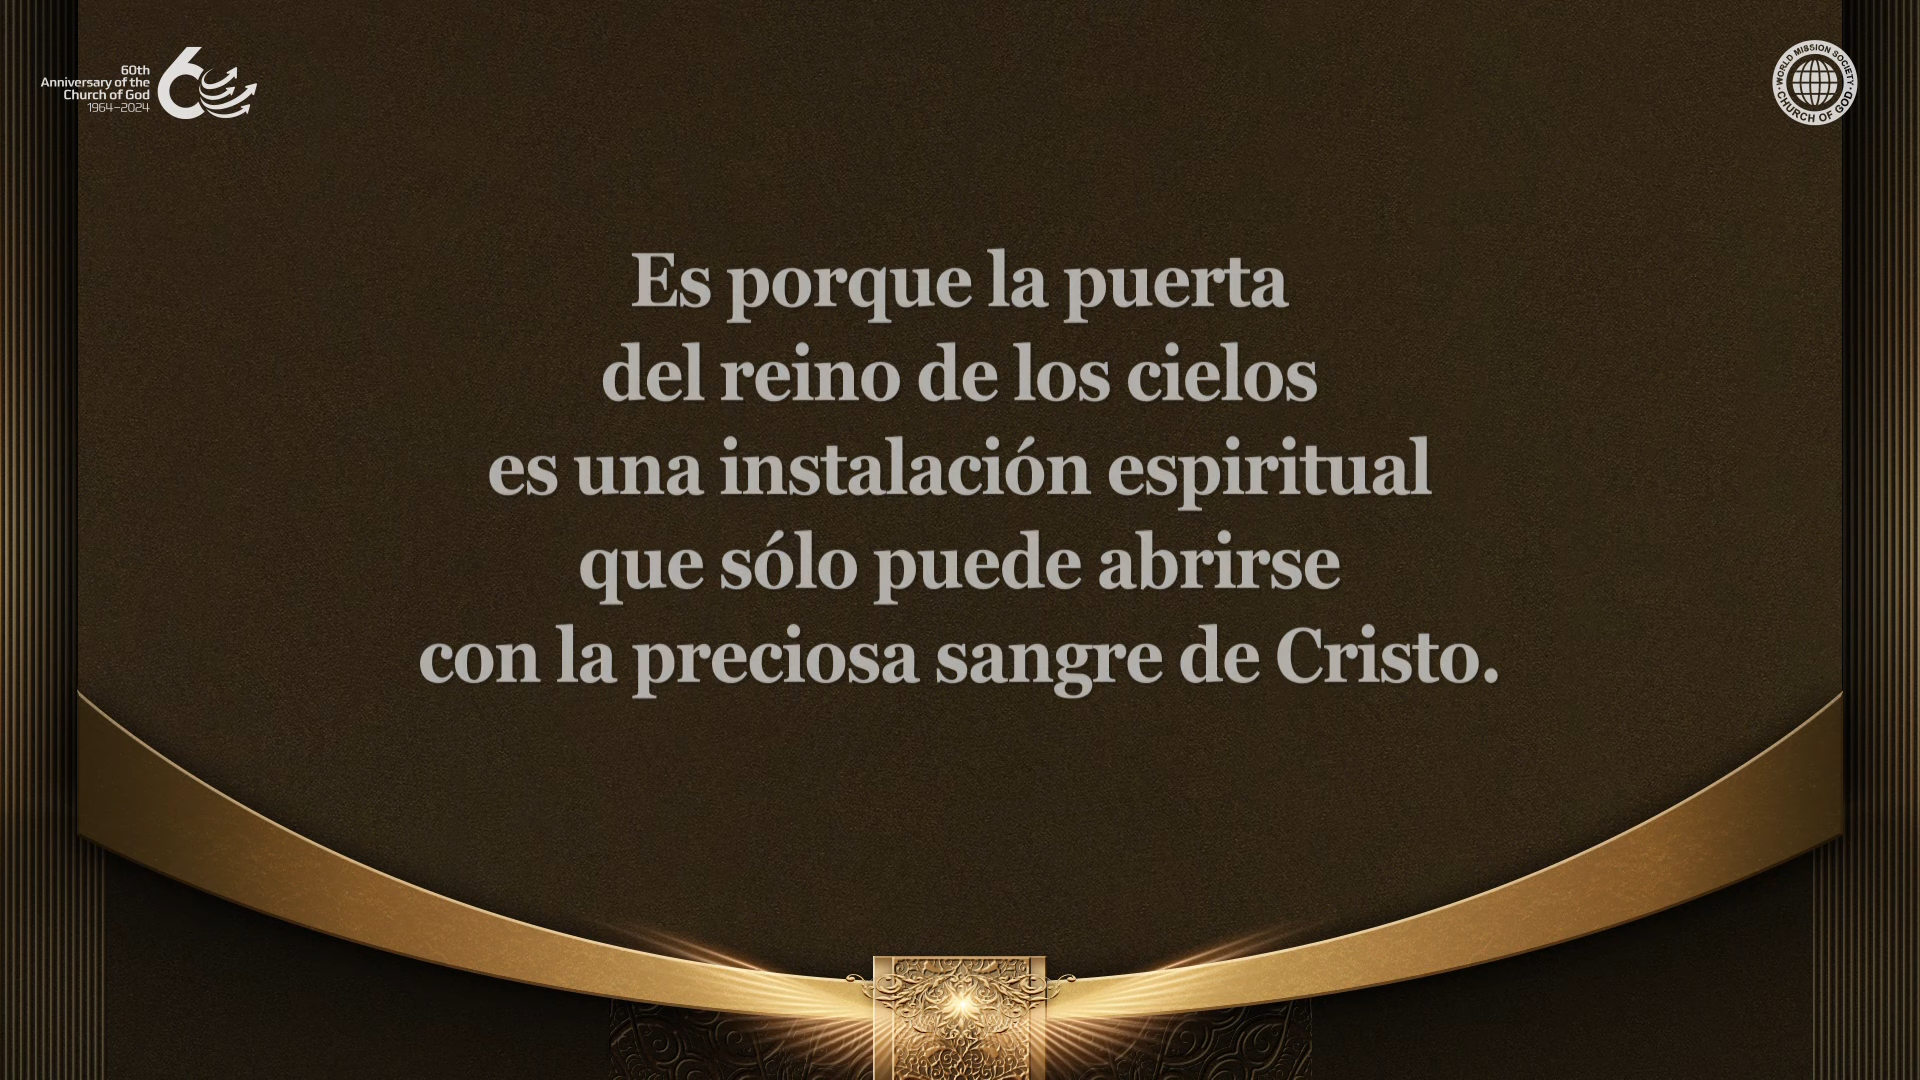 60th
Anniversary of the
Church of God
1964–2024
60
WORLD MISSION SOCIETY
CHURCH OF GOD
Es porque la puerta
del reino de los cielos
es una instalación espiritual
que sólo puede abrirse
con la preciosa sangre de Cristo.